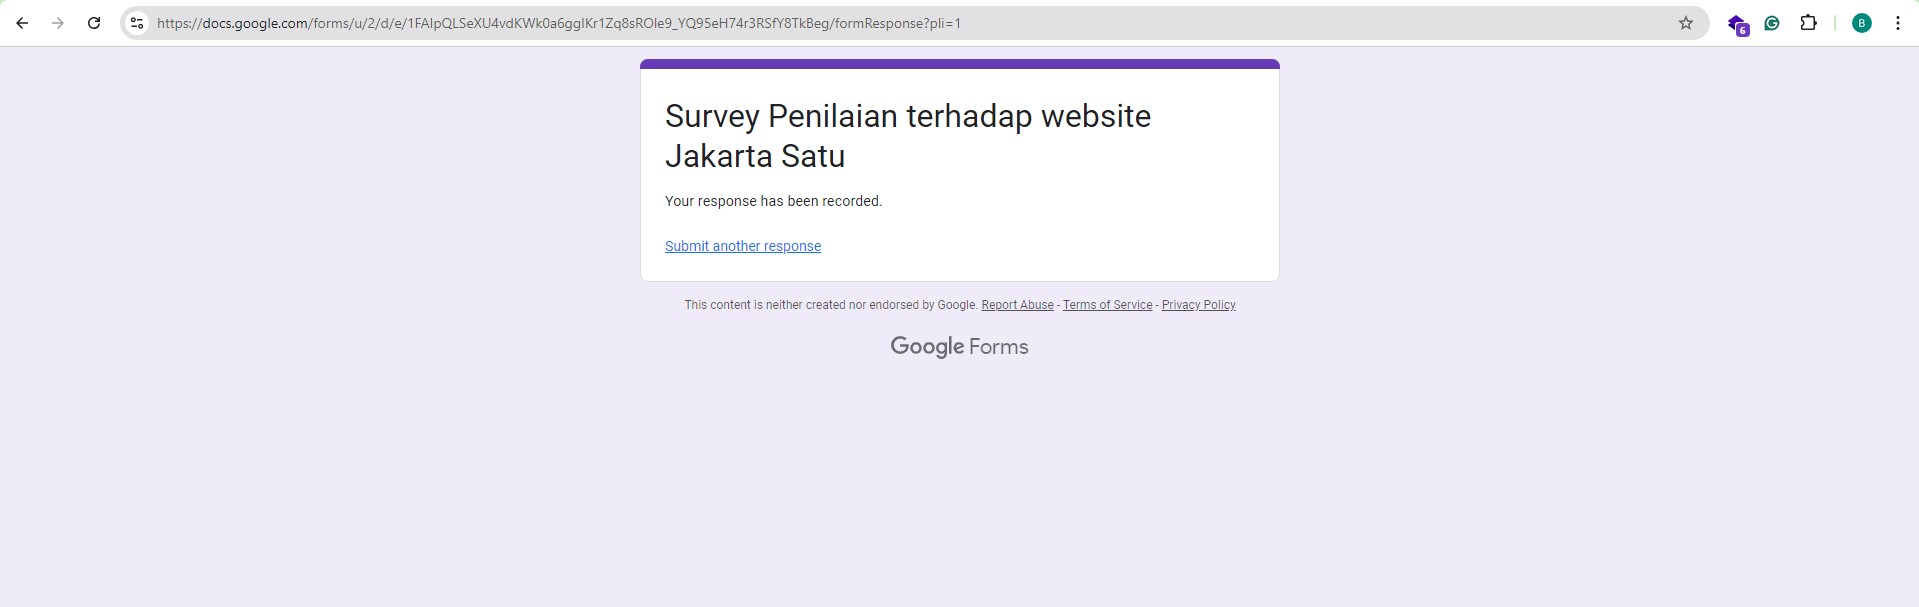 https://docs.google.com/forms/u/2/d/e/1FAIpQLSeXU4vdKWk0a6ggIKr1Zq8sROle9_YQ95eH74r3RSfY8TkBeg/formResponse?pli=1
6
B
Survey Penilaian terhadap website
Jakarta Satu
Your response has been recorded.
Submit another response
This content is neither created nor endorsed by Google. Report Abuse - Terms of Service - Privacy Policy
Google Forms